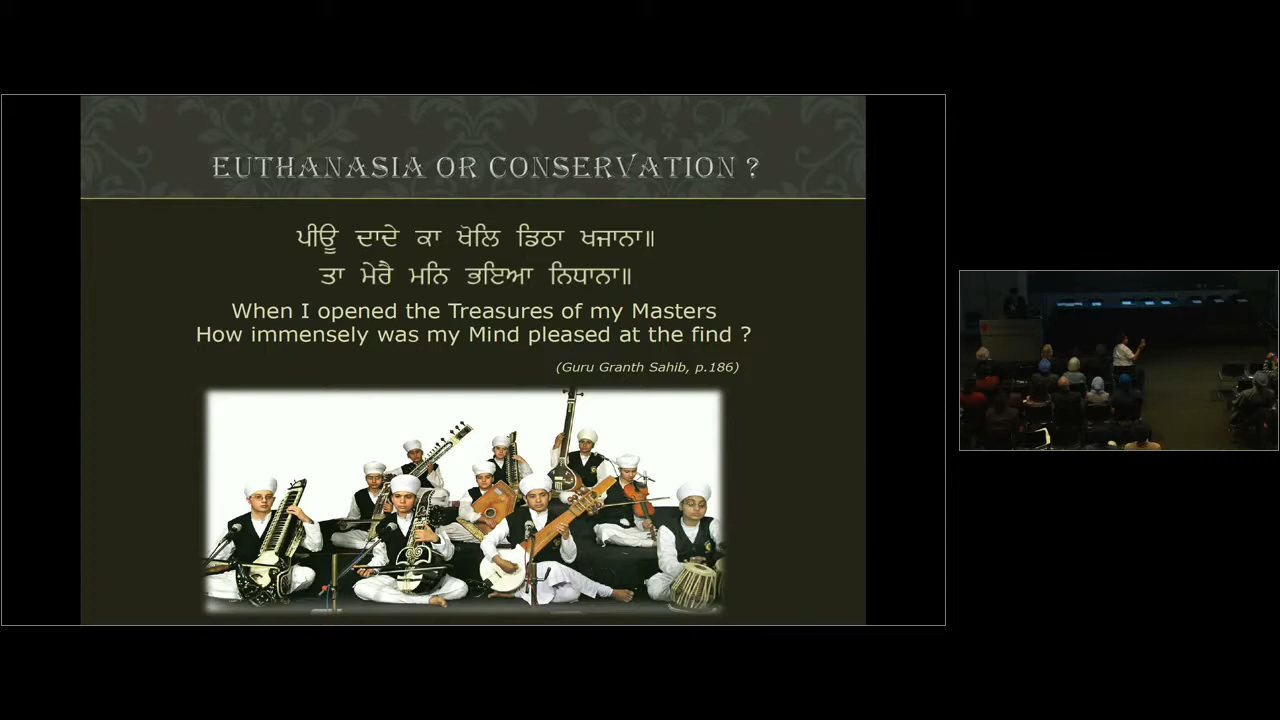 EUTHANASIA OR CONSERVATION ?
ਪੀਊ ਦਾਦੇ ਕਾ ਖੋਲਿ ਡਿਠਾ ਖਜਾਨਾ॥
ਤਾ ਮੇਰੈ ਮਨਿ ਭਇਆ ਨਿਧਾਨਾ॥
When I opened the Treasures of my Masters
How immensely was my Mind pleased at the find ?
(Guru Granth Sahib, p.186)